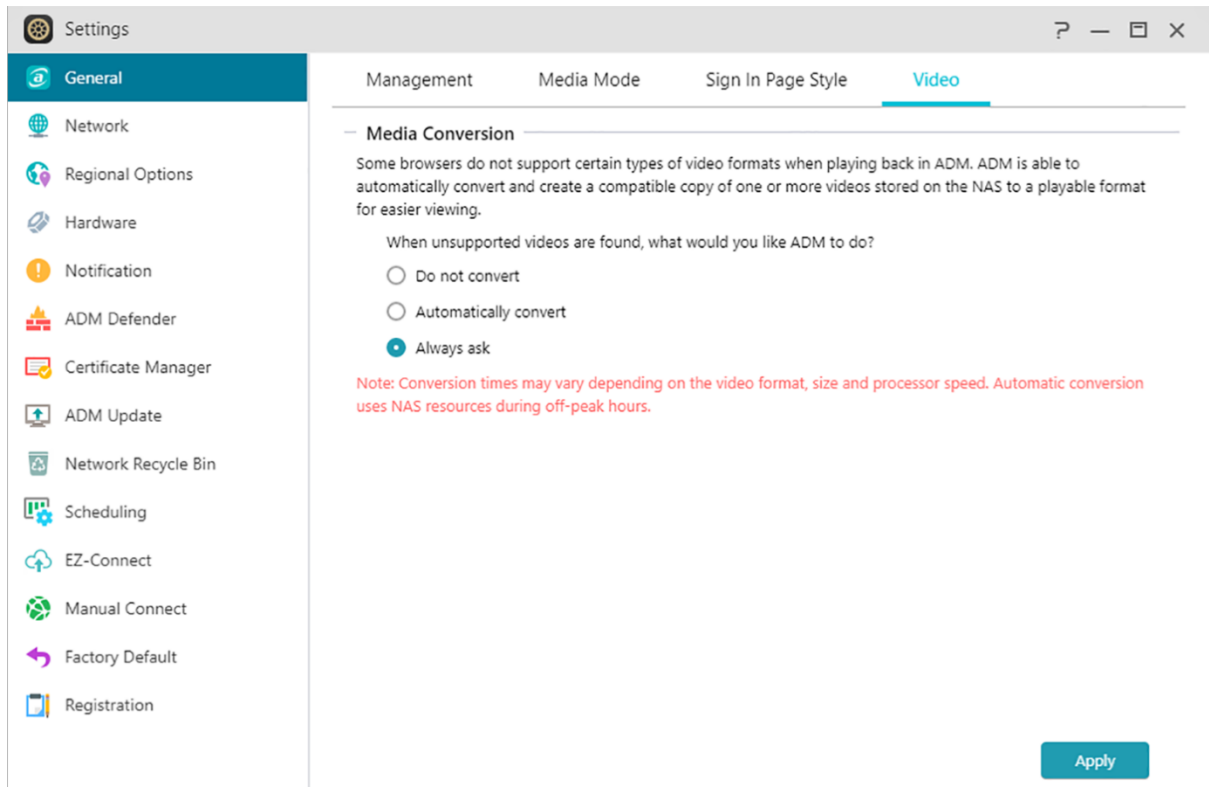 Settings
General
Network
Regional Options
Hardware
Notification
ADM Defender
Certificate Manager
ADM Update
Network Recycle Bin
Scheduling
EZ-Connect
Manual Connect
Factory Default
Registration
Management
Media Mode
Sign In Page Style
Video
Media Conversion
Some browsers do not support certain types of video formats when playing back in ADM. ADM is able to
automatically convert and create a compatible copy of one or more videos stored on the NAS to a playable format
for easier viewing.
When unsupported videos are found, what would you like ADM to do?
Do not convert
Automatically convert
Always ask
Note: Conversion times may vary depending on the video format, size and processor speed. Automatic conversion
uses NAS resources during off-peak hours.
Apply